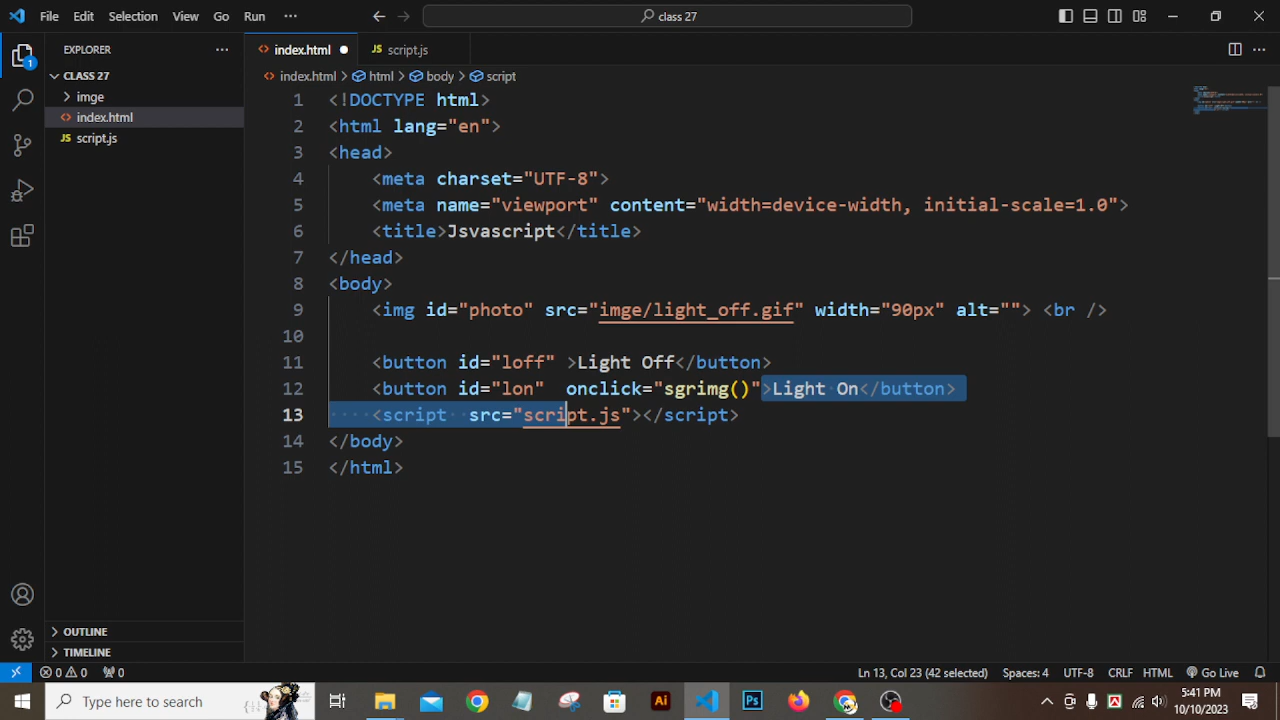 File Edit Selection View Go Run ··· class 27
EXPLORER ···
index.html
JS script.js
CLASS 27
index.html > html > body > script
imge
index.html
JS script.js
1 <!DOCTYPE html>
2 <html lang="en">
3 <head>
4 <meta charset="UTF-8">
5 <meta name="viewport" content="width=device-width, initial-scale=1.0">
6 <title>Jsvascript</title>
7 </head>
8 <body>
9 <img id="photo" src="imge/light_off.gif" width="90px" alt=""> <br />
10
11 <button id="loff" >Light Off</button>
12 <button id="lon"  onclick="sgrimg()">Light On</button>
13 <script  src="script.js"></script>
14 </body>
15 </html>
1
OUTLINE
TIMELINE
0 0 0 Ln 13, Col 23 (42 selected) Spaces: 4 UTF-8 CRLF HTML Go Live
Type here to search
Ai
Ps
3:41 PM
10/10/2023